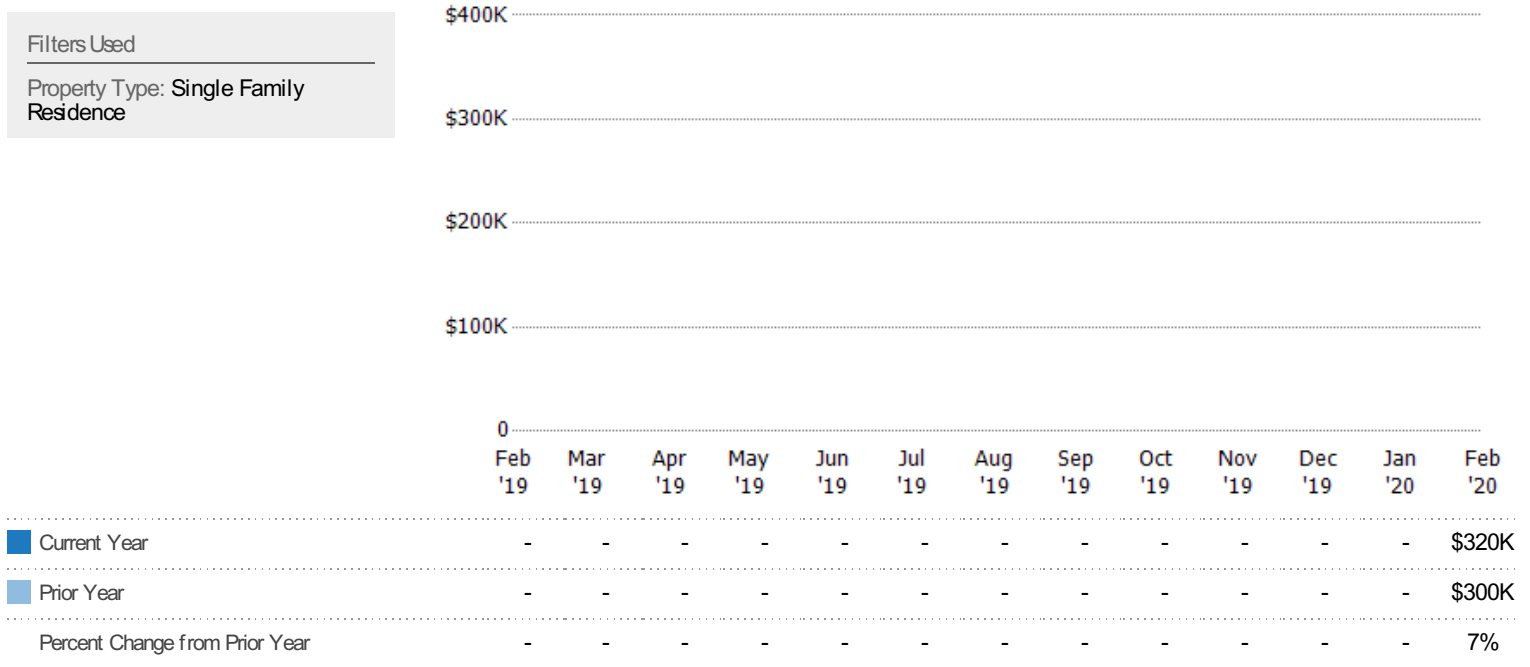 Filters Used
Property Type: Single Family
Residence
$400K
$300K
$200K
$100K
0
Feb Mar Apr May Jun Jul Aug Sep Oct Nov Dec Jan Feb
'19 '19 '19 '19 '19 '19 '19 '19 '19 '19 '19 '20 '20
Current Year - - - - - - - - - - - - $320K
Prior Year - - - - - - - - - - - - $300K
Percent Change from Prior Year - - - - - - - - - - - - 7%